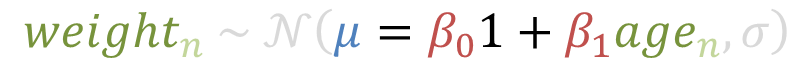 weightₙ ~ 𝒩(μ = β₀1 + β₁ageₙ, σ)